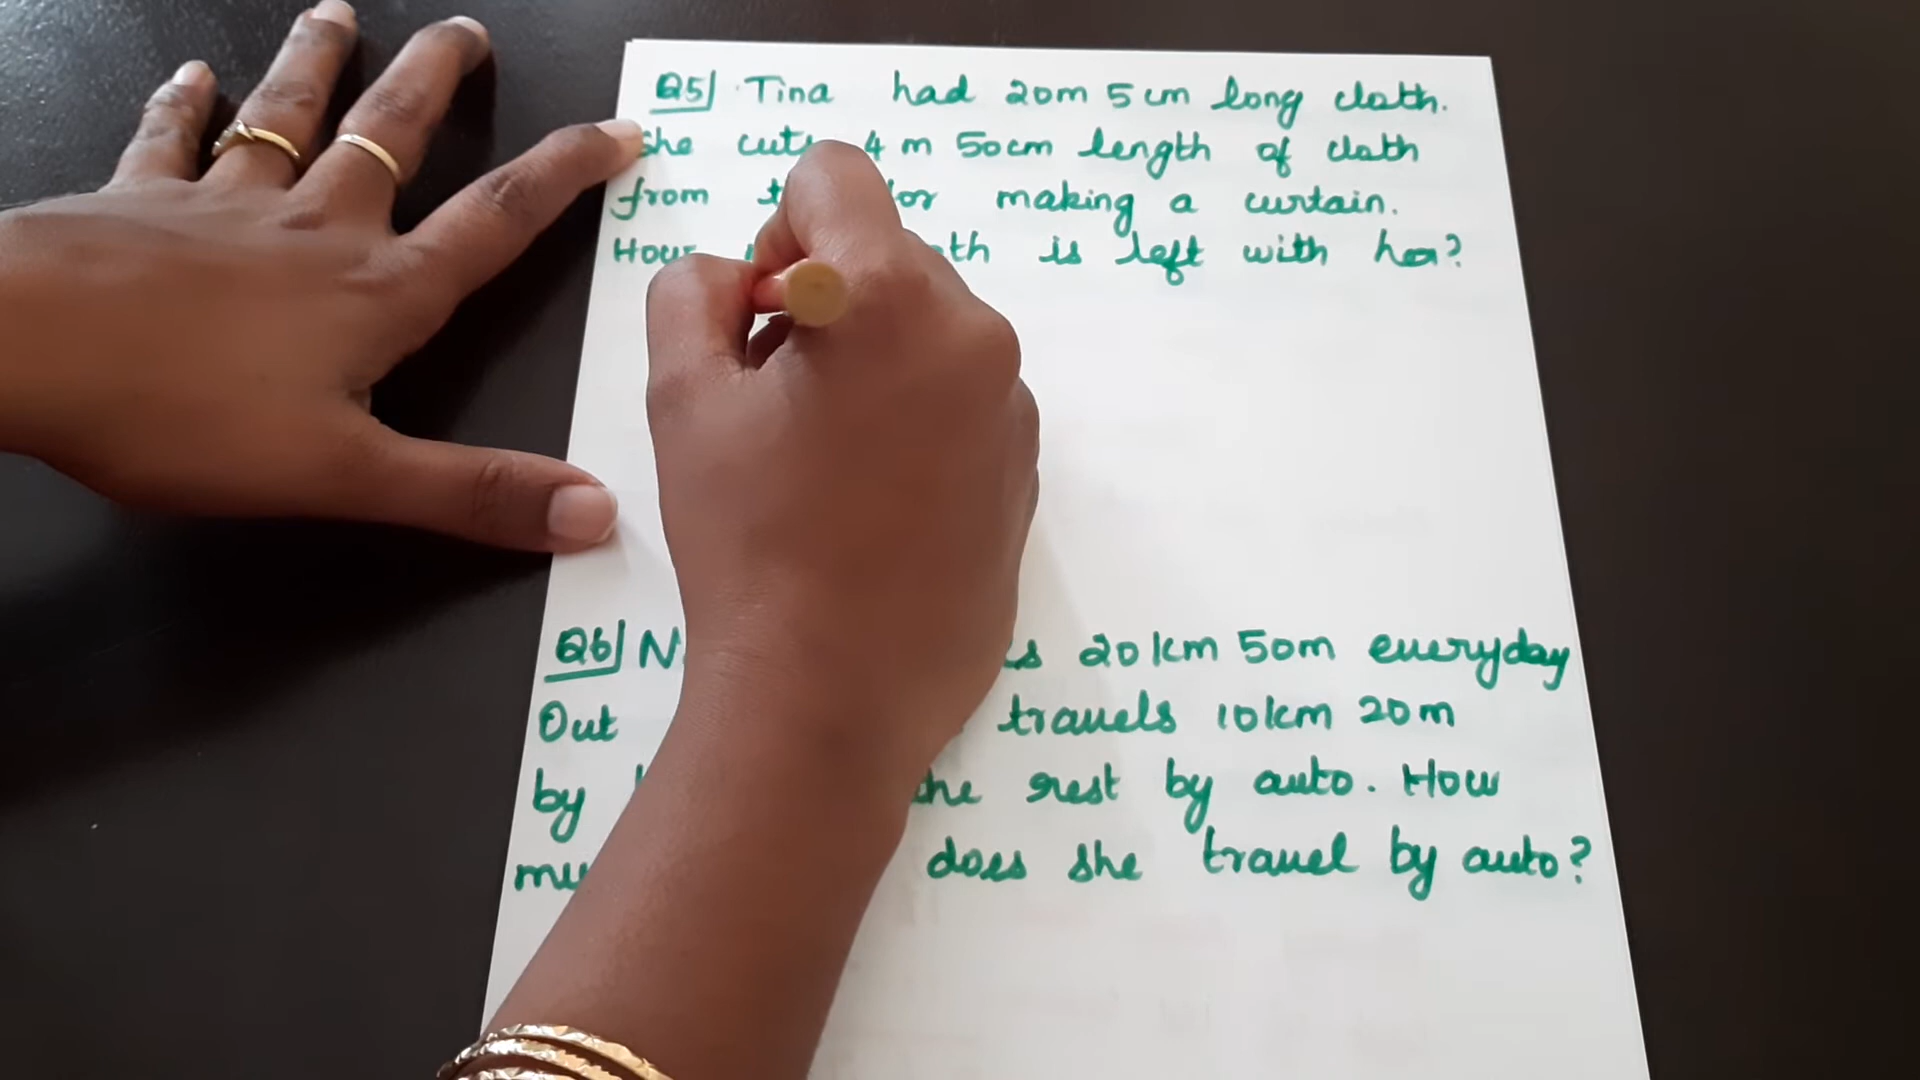 Q5| Tina had 20m 5cm long cloth.
She cuts 4 m 50cm length of cloth
from for making a curtain.
How is left with her?
Q6| 20km 50m everyday
Out travels 10km 20m
by the rest by auto. How
does she travel by auto?